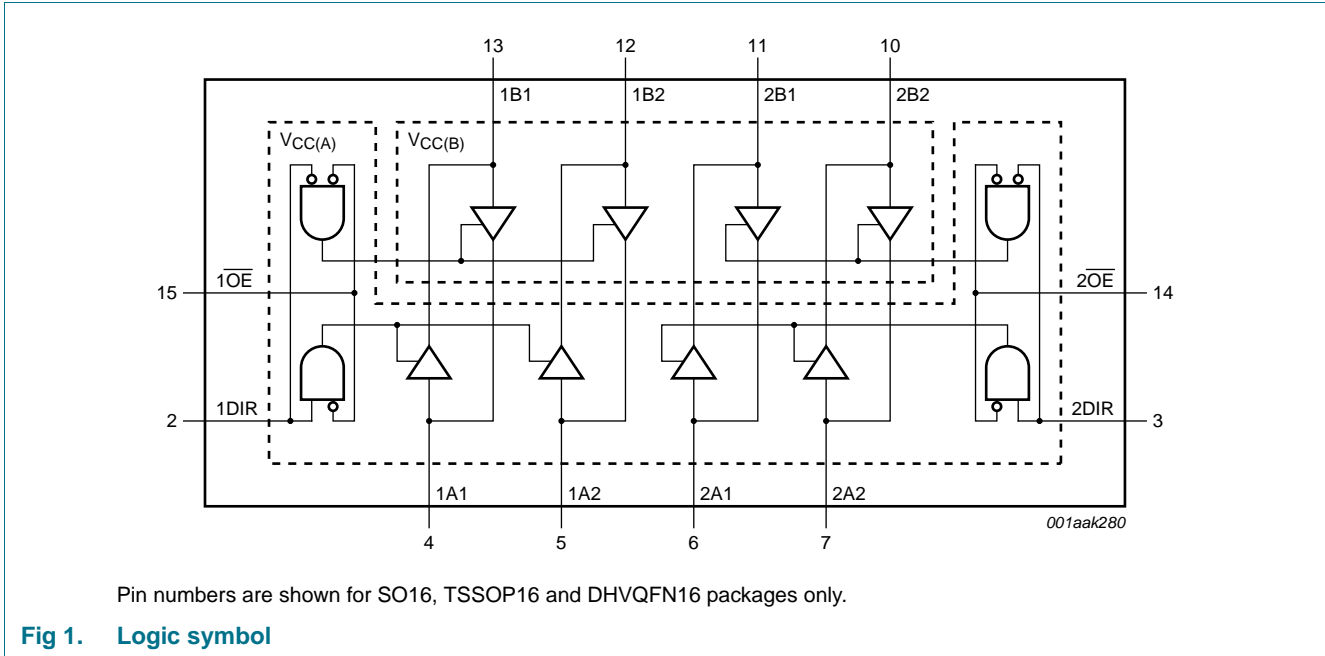 13 12 11 10
1B1 1B2 2B1 2B2
VCC(A) VCC(B)
15 1OE 2OE 14
2 1DIR 2DIR 3
1A1 1A2 2A1 2A2
001aak280
4 5 6 7
Pin numbers are shown for SO16, TSSOP16 and DHVQFN16 packages only.
Fig 1. Logic symbol